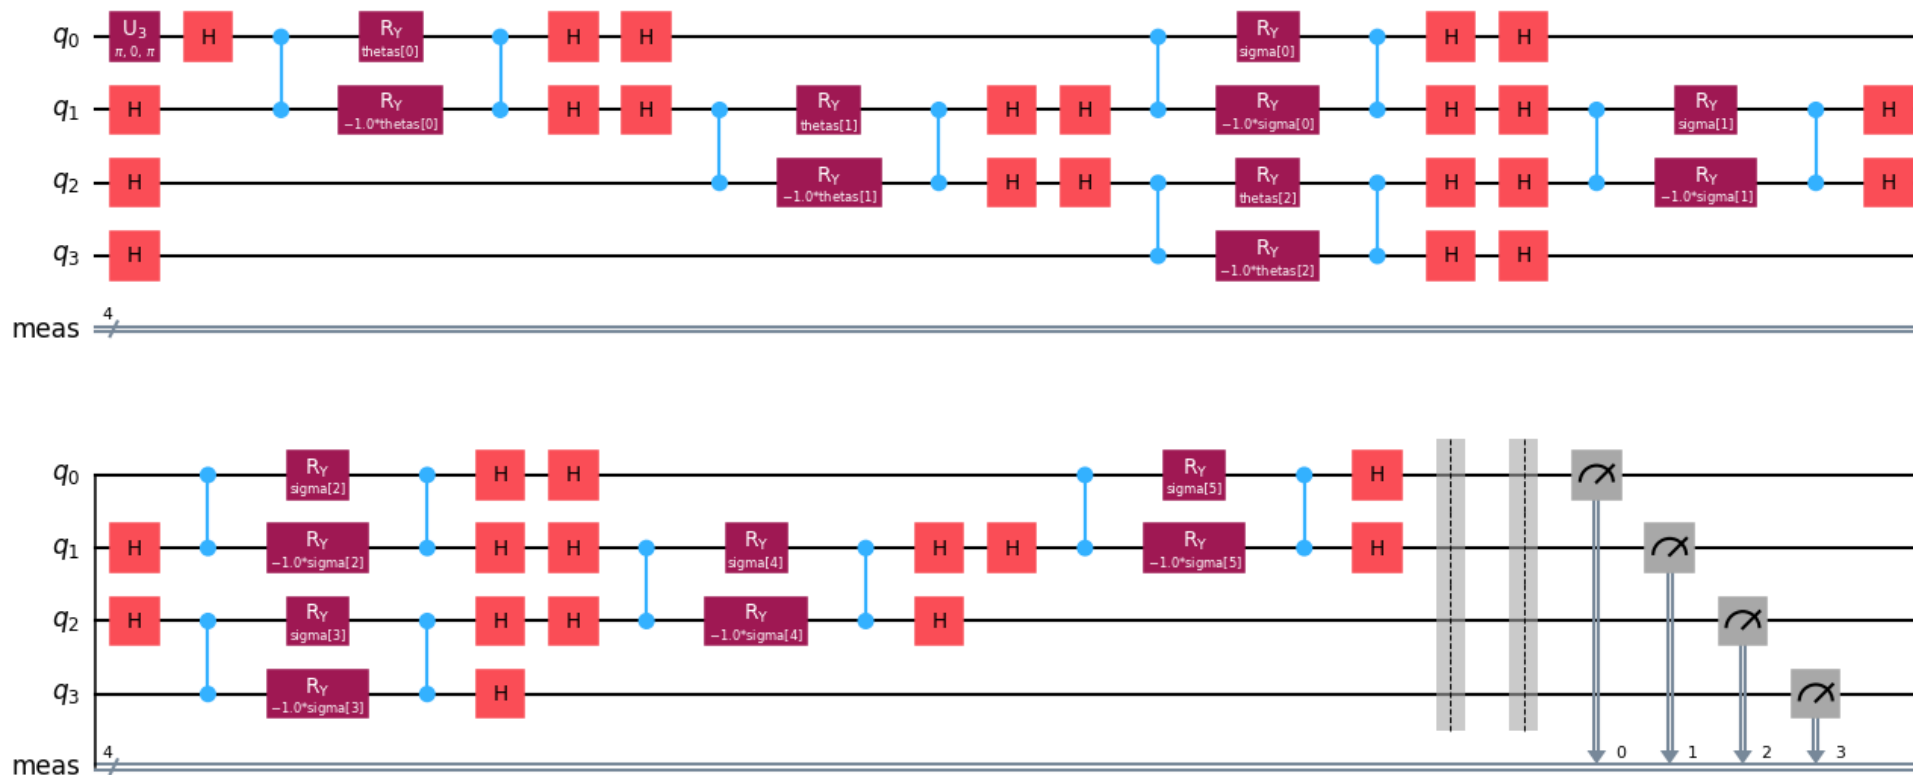 q0 U3 π, 0, π H RY thetas[0] H H RY sigma[0] H H
q1 H RY −1.0*thetas[0] H H RY thetas[1] H H RY −1.0*sigma[0] H H RY sigma[1] H
q2 H RY −1.0*thetas[1] H H RY thetas[2] H H RY −1.0*sigma[1] H
q3 H RY −1.0*thetas[2] H H
meas 4
q0 RY sigma[2] H H RY sigma[5] H
q1 H RY −1.0*sigma[2] H H RY sigma[4] H H RY −1.0*sigma[5] H
q2 H RY sigma[3] H H RY −1.0*sigma[4] H
q3 RY −1.0*sigma[3] H
meas 4 0 1 2 3